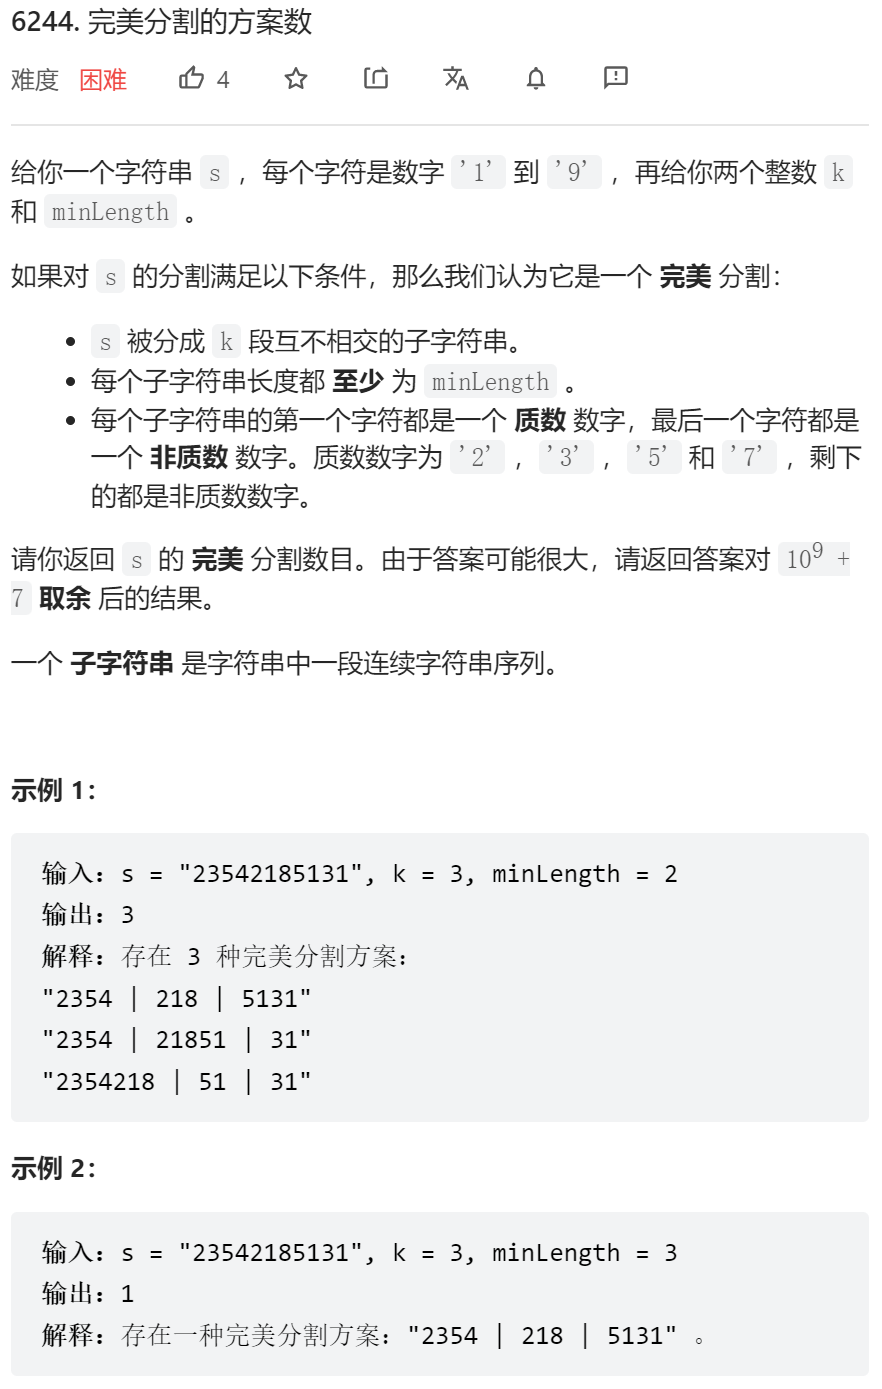 6244. 完美分割的方案数
难度 困难 4
给你一个字符串 s ，每个字符是数字 '1' 到 '9' ，再给你两个整数 k
和 minLength 。
如果对 s 的分割满足以下条件，那么我们认为它是一个 完美 分割：
• s 被分成 k 段互不相交的子字符串。
• 每个子字符串长度都 至少 为 minLength 。
• 每个子字符串的第一个字符都是一个 质数 数字，最后一个字符都是
一个 非质数 数字。质数数字为 '2' ，'3' ，'5' 和 '7' ，剩下
的都是非质数数字。
请你返回 s 的 完美 分割数目。由于答案可能很大，请返回答案对 10⁹ +
7 取余 后的结果。
一个 子字符串 是字符串中一段连续字符串序列。
示例 1：
输入：s = "23542185131", k = 3, minLength = 2
输出：3
解释：存在 3 种完美分割方案：
"2354 | 218 | 5131"
"2354 | 21851 | 31"
"2354218 | 51 | 31"
示例 2：
输入：s = "23542185131", k = 3, minLength = 3
输出：1
解释：存在一种完美分割方案："2354 | 218 | 5131" 。